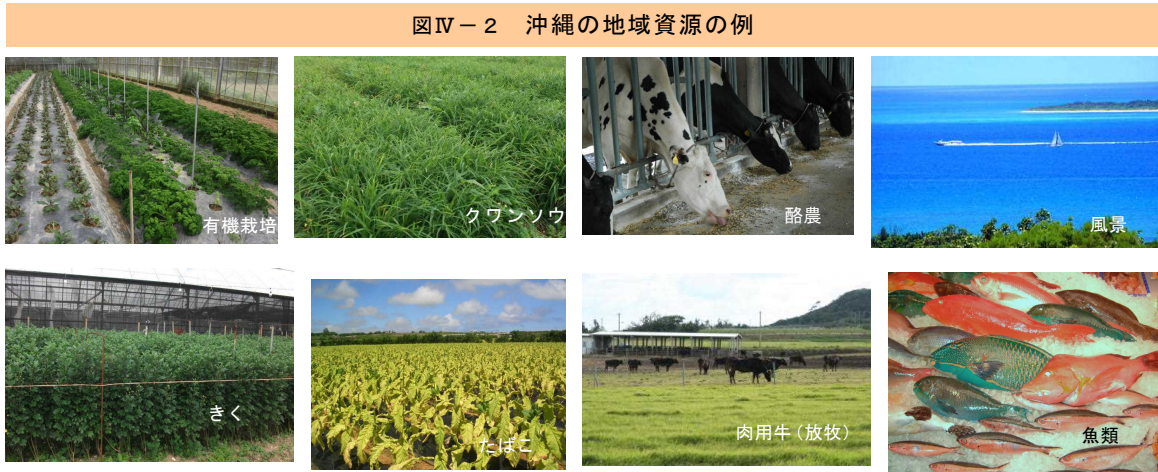 図Ⅳ－２　沖縄の地域資源の例
有機栽培
クワンソウ
酪農
風景
きく
たばこ
肉用牛（放牧）
魚類